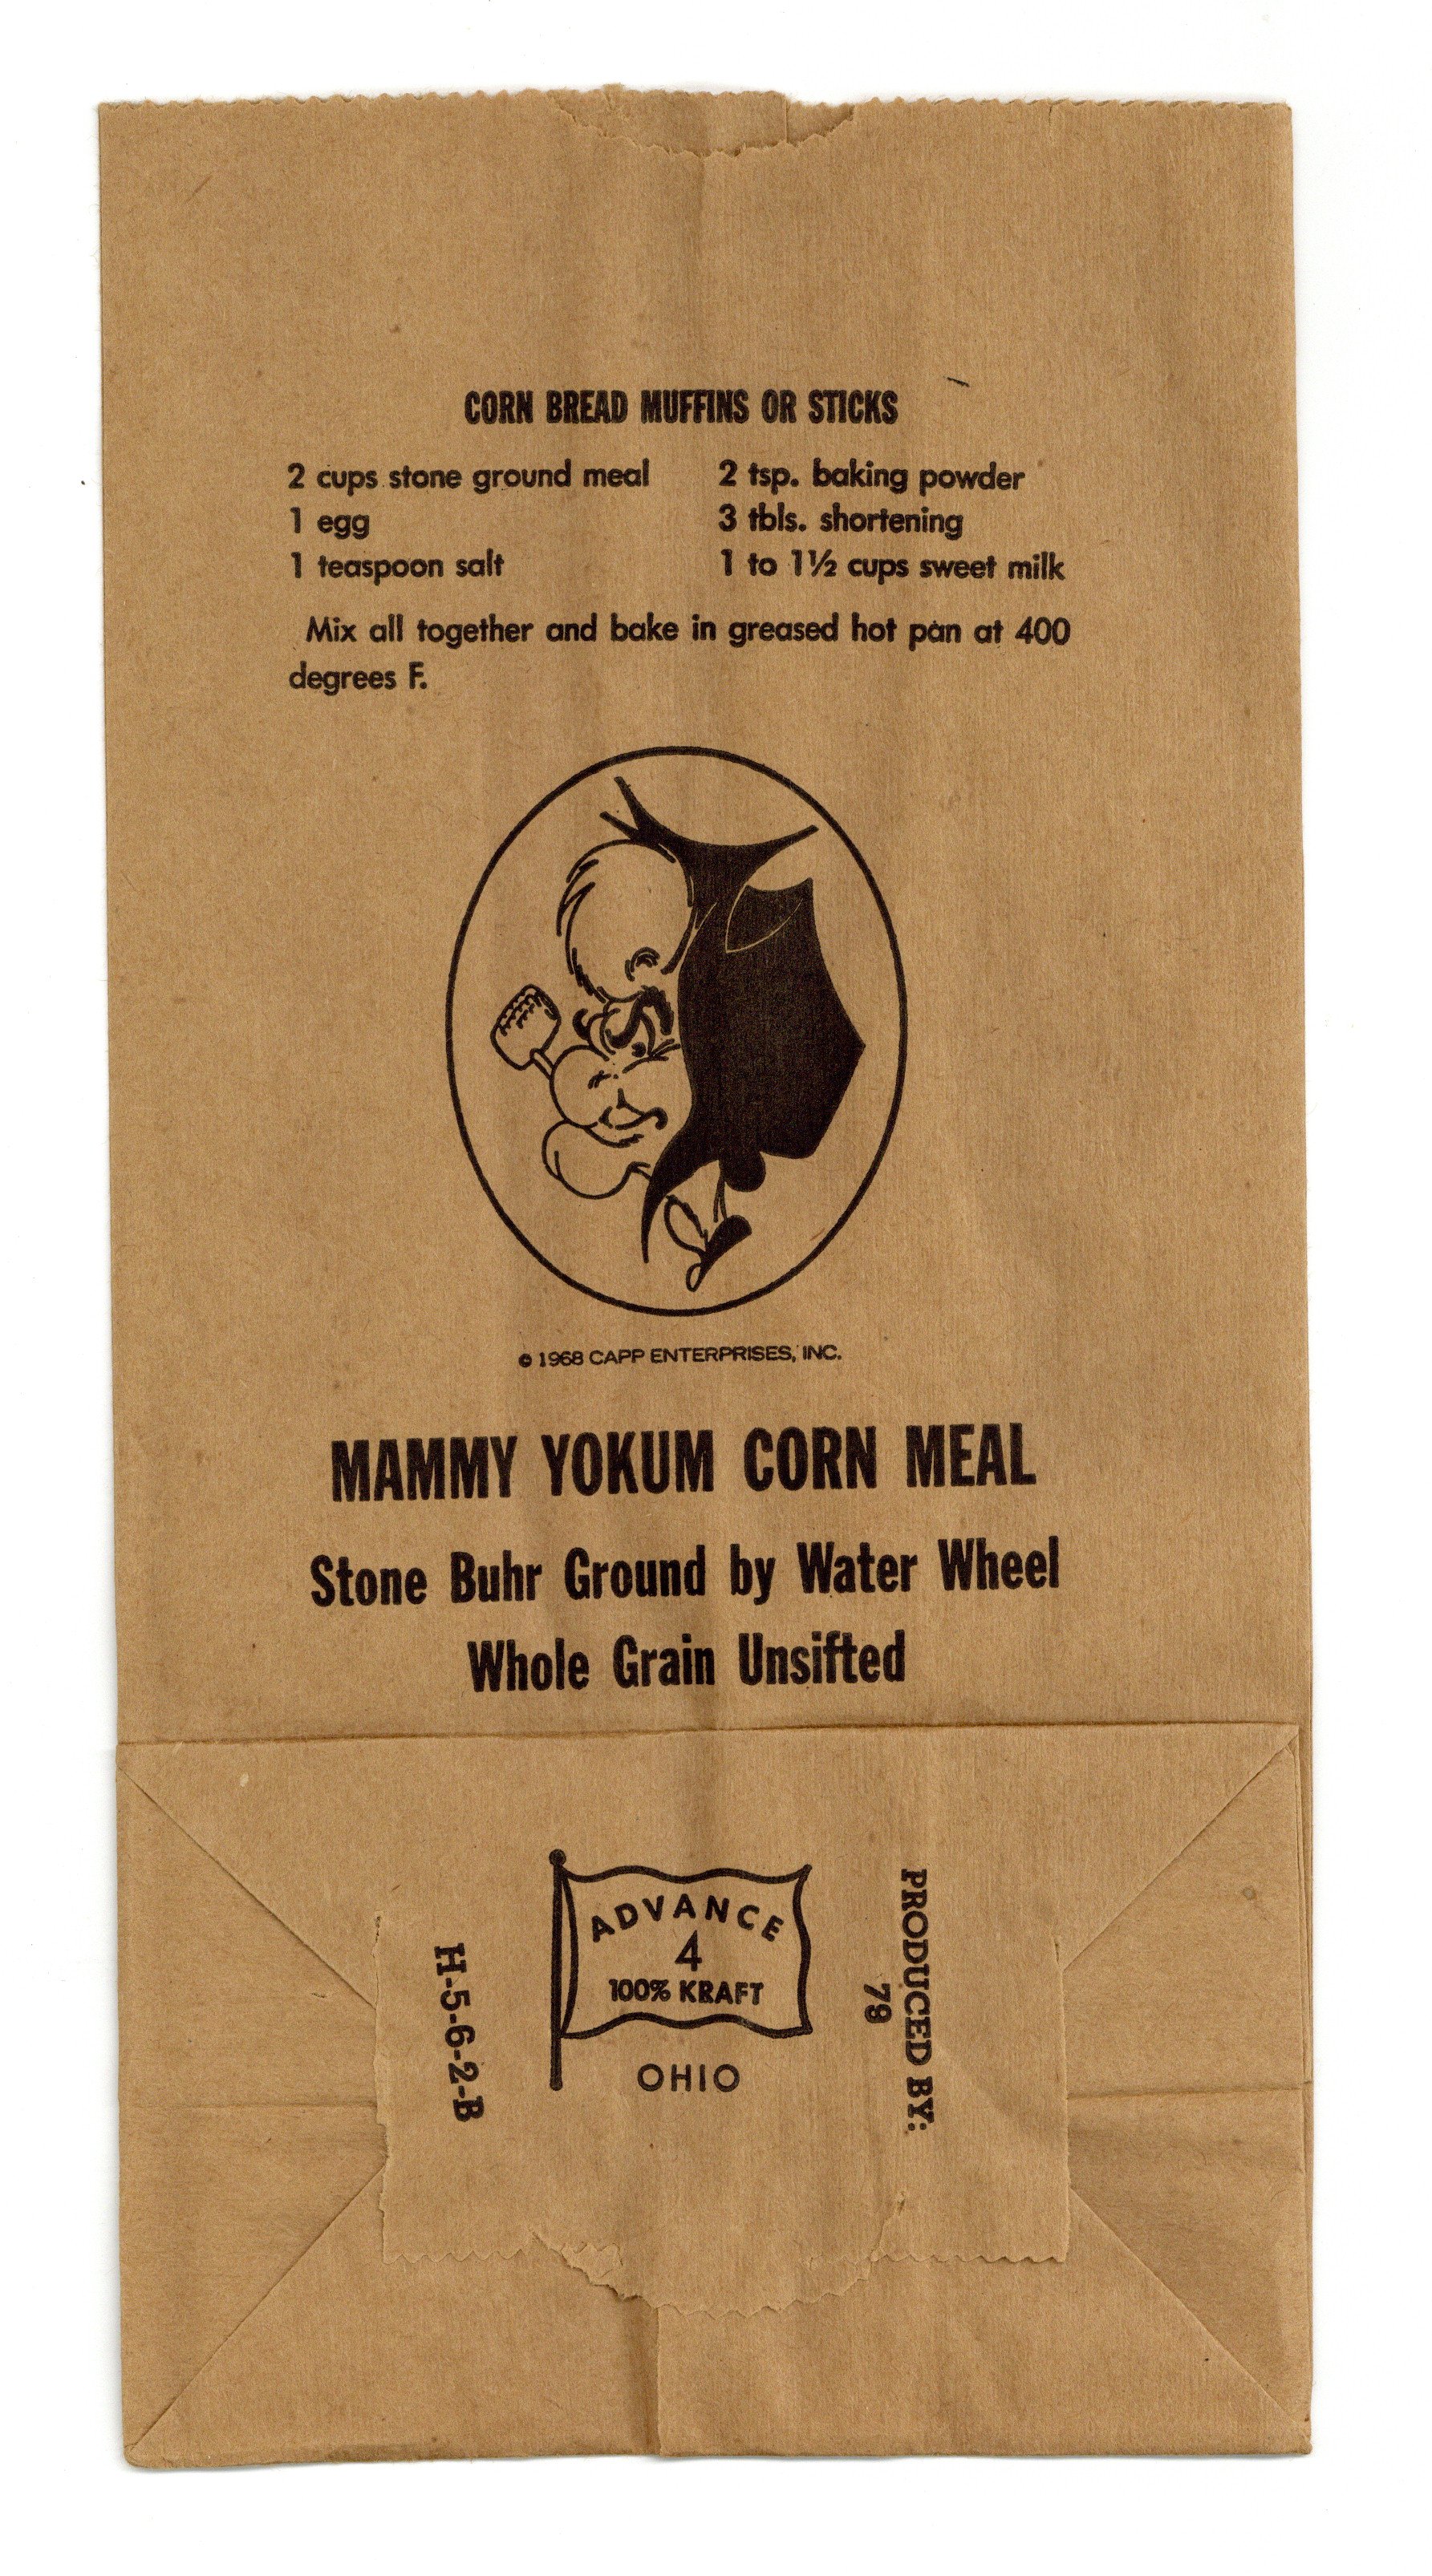 CORN BREAD MUFFINS OR STICKS
2 cups stone ground meal 2 tsp. baking powder
1 egg 3 tbls. shortening
1 teaspoon salt 1 to 1½ cups sweet milk
Mix all together and bake in greased hot pan at 400
degrees F.
© 1968 CAPP ENTERPRISES, INC.
MAMMY YOKUM CORN MEAL
Stone Buhr Ground by Water Wheel
Whole Grain Unsifted
H-5-6-2-B
ADVANCE
4
100% KRAFT
OHIO
PRODUCED BY:
79